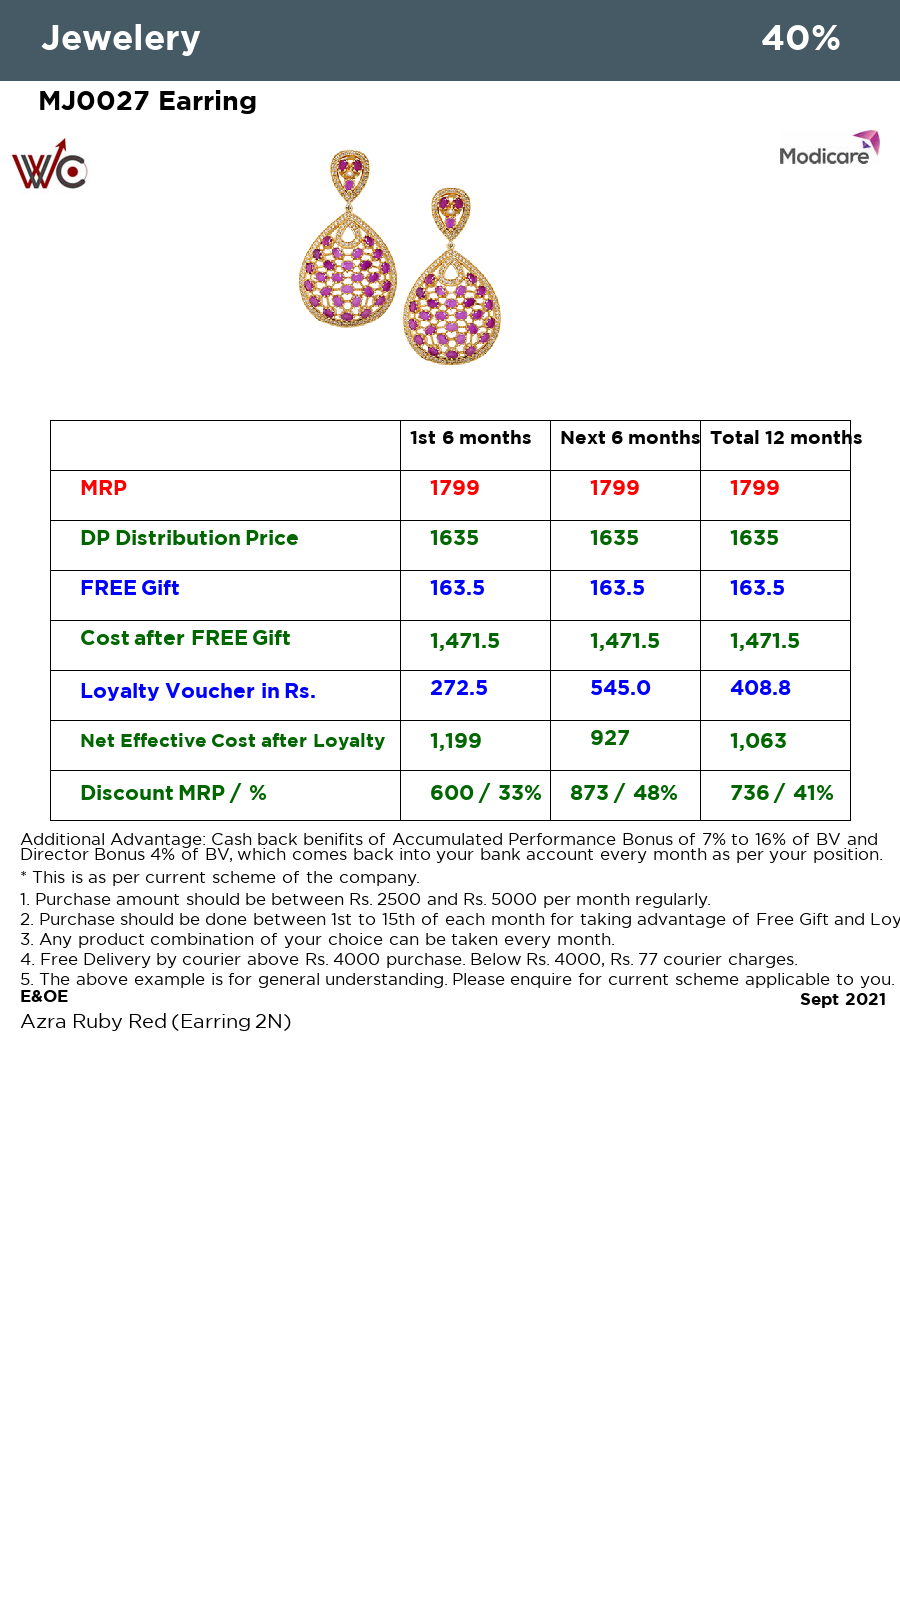 Jewelery 40%
MJ0027 Earring
WC
Modicare
1st 6 months Next 6 months Total 12 months
MRP 1799 1799 1799
DP Distribution Price 1635 1635 1635
FREE Gift 163.5 163.5 163.5
Cost after FREE Gift 1,471.5 1,471.5 1,471.5
Loyalty Voucher in Rs. 272.5 545.0 408.8
Net Effective Cost after Loyalty 1,199 927 1,063
Discount MRP / % 600 / 33% 873 / 48% 736 / 41%
Additional Advantage: Cash back benifits of Accumulated Performance Bonus of 7% to 16% of BV and
Director Bonus 4% of BV, which comes back into your bank account every month as per your position.
* This is as per current scheme of the company.
1. Purchase amount should be between Rs. 2500 and Rs. 5000 per month regularly.
2. Purchase should be done between 1st to 15th of each month for taking advantage of Free Gift and Loy
3. Any product combination of your choice can be taken every month.
4. Free Delivery by courier above Rs. 4000 purchase. Below Rs. 4000, Rs. 77 courier charges.
5. The above example is for general understanding. Please enquire for current scheme applicable to you.
E&OE
Sept 2021
Azra Ruby Red (Earring 2N)